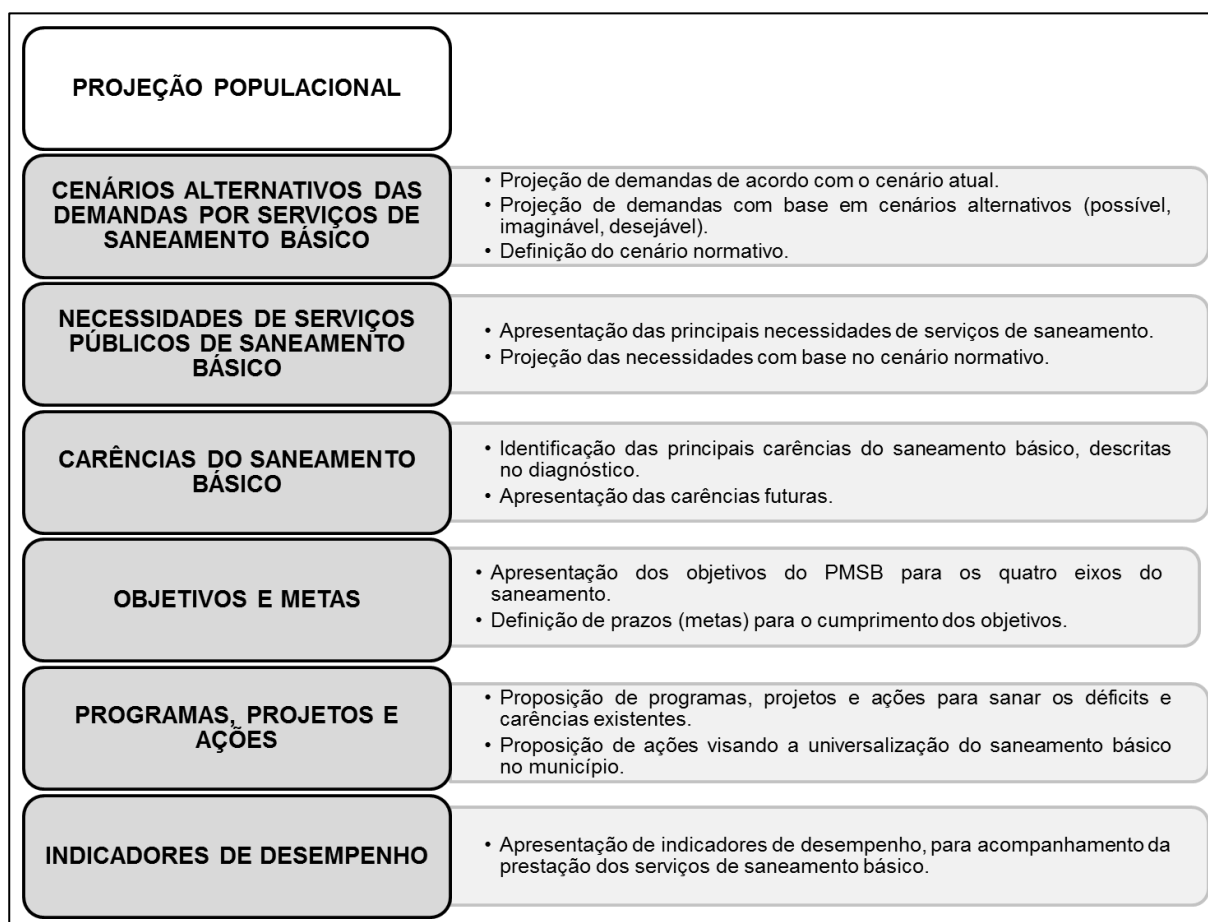 PROJEÇÃO POPULACIONAL
CENÁRIOS ALTERNATIVOS DAS
DEMANDAS POR SERVIÇOS DE
SANEAMENTO BÁSICO
• Projeção de demandas de acordo com o cenário atual.
• Projeção de demandas com base em cenários alternativos (possível,
imaginável, desejável).
• Definição do cenário normativo.
NECESSIDADES DE SERVIÇOS
PÚBLICOS DE SANEAMENTO
BÁSICO
• Apresentação das principais necessidades de serviços de saneamento.
• Projeção das necessidades com base no cenário normativo.
CARÊNCIAS DO SANEAMENTO
BÁSICO
• Identificação das principais carências do saneamento básico, descritas
no diagnóstico.
• Apresentação das carências futuras.
OBJETIVOS E METAS
• Apresentação dos objetivos do PMSB para os quatro eixos do
saneamento.
• Definição de prazos (metas) para o cumprimento dos objetivos.
PROGRAMAS, PROJETOS E
AÇÕES
• Proposição de programas, projetos e ações para sanar os déficits e
carências existentes.
• Proposição de ações visando a universalização do saneamento básico
no município.
INDICADORES DE DESEMPENHO
• Apresentação de indicadores de desempenho, para acompanhamento da
prestação dos serviços de saneamento básico.